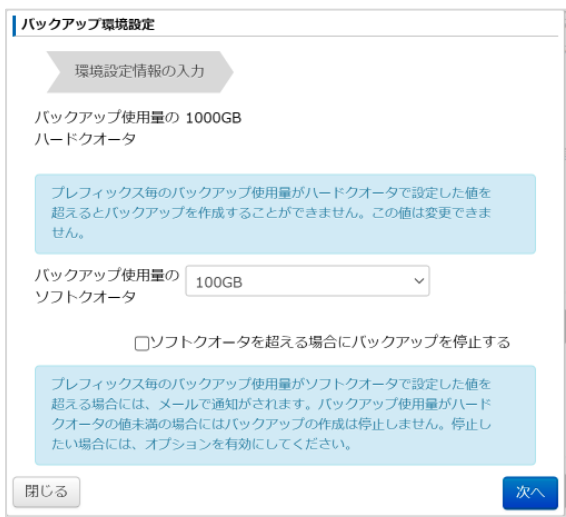 バックアップ環境設定
環境設定情報の入力
バックアップ使用量の 1000GB
ハードクオータ
プレフィックス毎のバックアップ使用量がハードクオータで設定した値を
超えるとバックアップを作成することができません。この値は変更できま
せん。
バックアップ使用量の 100GB
ソフトクオータ
ソフトクオータを超える場合にバックアップを停止する
プレフィックス毎のバックアップ使用量がソフトクオータで設定した値を
超える場合には、メールで通知がされます。バックアップ使用量がハード
クオータの値未満の場合にはバックアップの作成は停止しません。停止し
たい場合には、オプションを有効にしてください。
閉じる 次へ